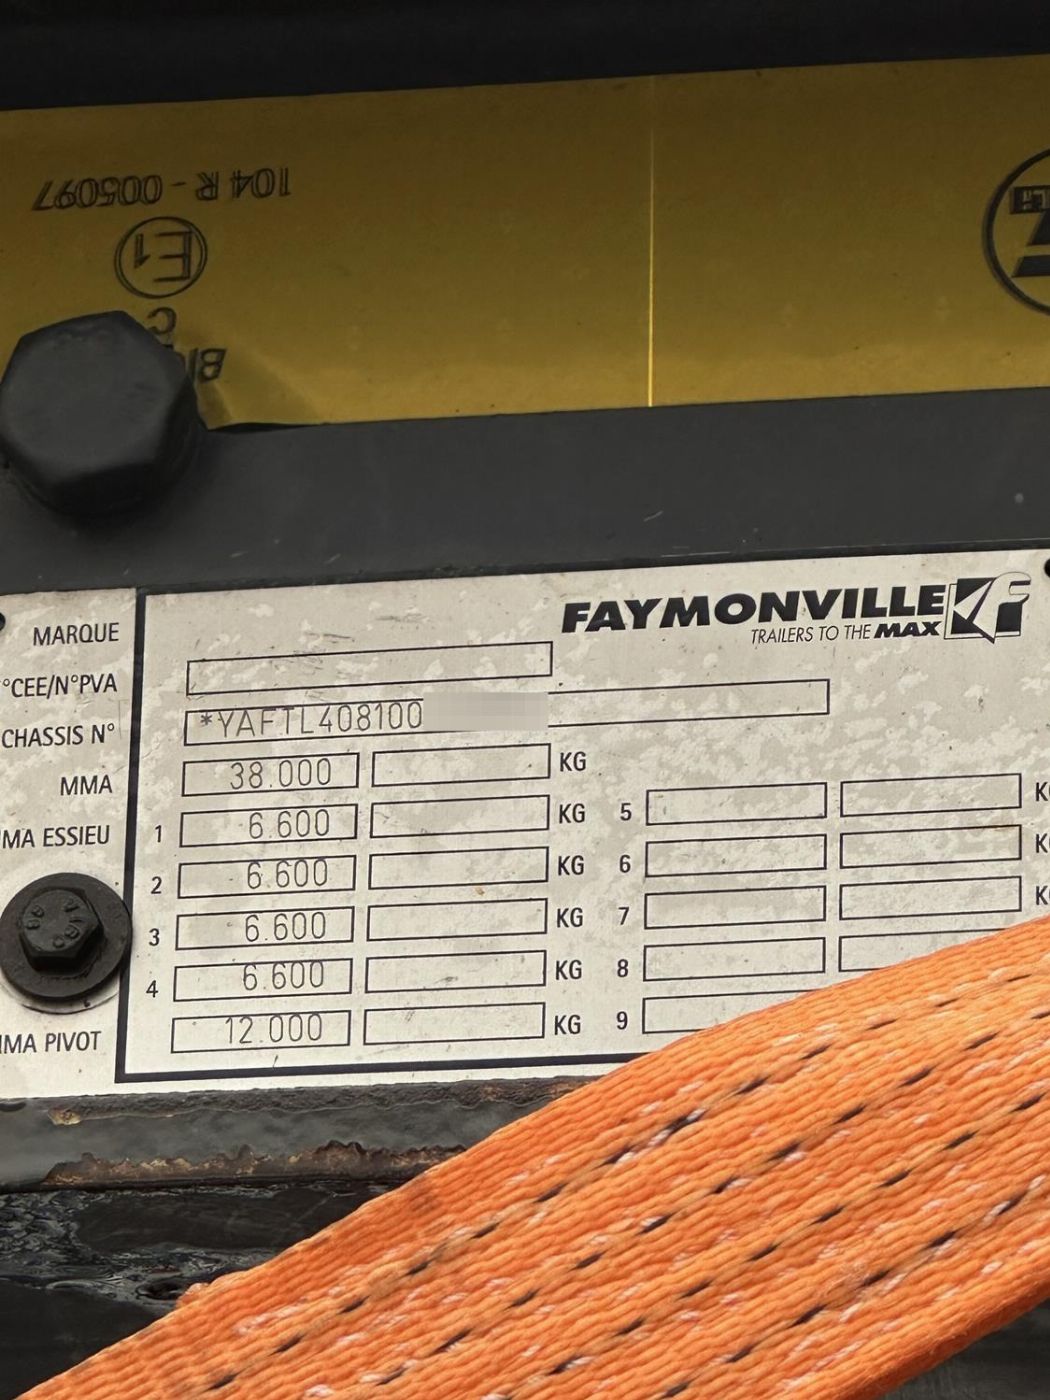 104 R - 005097
E1
C
FAYMONVILLE
TRAILERS TO THE MAX
MARQUE
°CEE/N°PVA
CHASSIS N° *YAFTL408100
MMA 38.000 KG
MA ESSIEU 1 6.600 KG 5
2 6.600 KG 6
3 6.600 KG 7
4 6.600 KG 8
MA PIVOT 12.000 KG 9
8.8